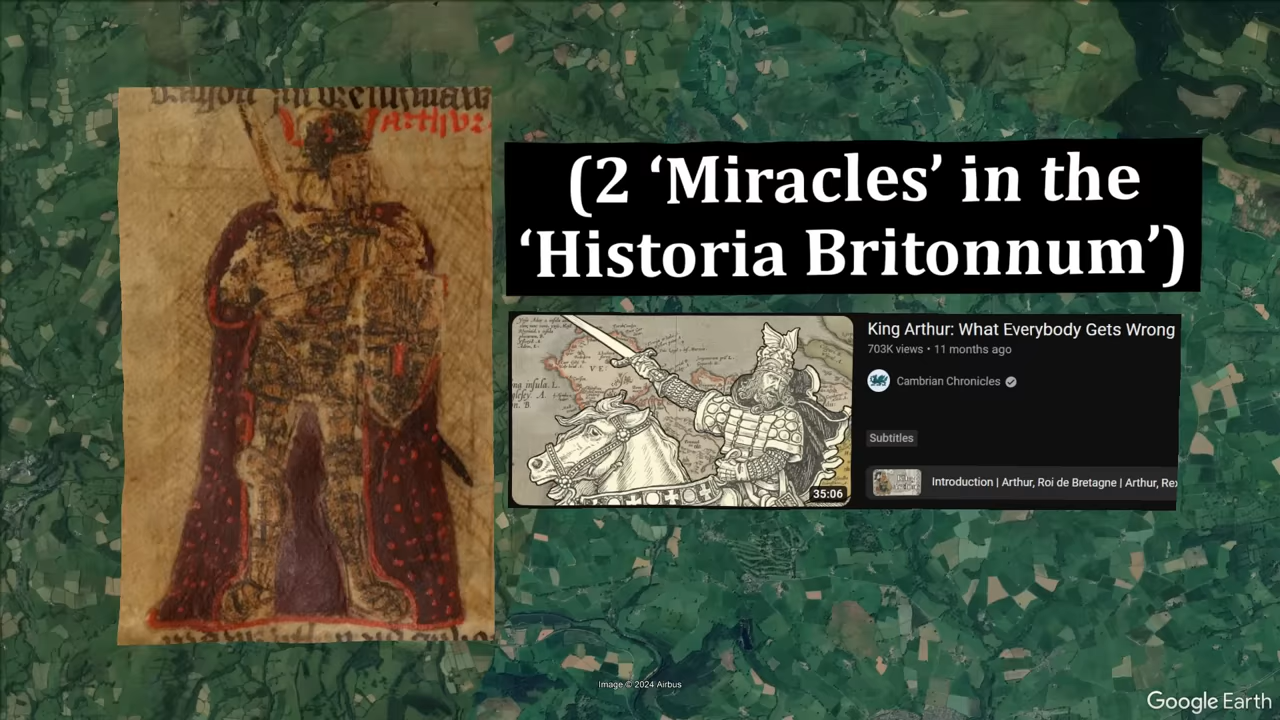 Arthur
(2 ‘Miracles’ in the
‘Historia Britonnum’)
King Arthur: What Everybody Gets Wrong
703K views • 11 months ago
Cambrian Chronicles
Subtitles
35:06
Introduction | Arthur, Roi de Bretagne | Arthur, Rex
Image © 2024 Airbus
Google Earth